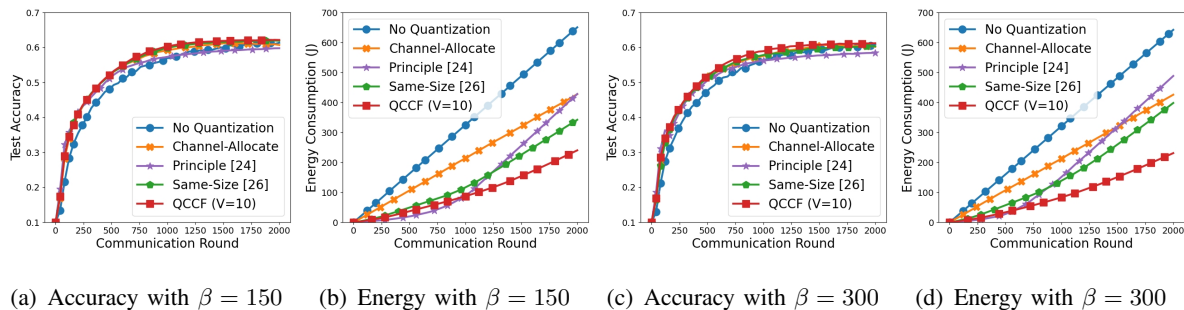 Test Accuracy
0.7
0.6
0.5
0.4
0.3
0.2
0.1
0 250 500 750 1000 1250 1500 1750 2000
Communication Round
No Quantization
Channel-Allocate
Principle [24]
Same-Size [26]
QCCF (V=10)
Energy Consumption (J)
700
600
500
400
300
200
100
0
0 250 500 750 1000 1250 1500 1750 2000
Communication Round
No Quantization
Channel-Allocate
Principle [24]
Same-Size [26]
QCCF (V=10)
Test Accuracy
0.7
0.6
0.5
0.4
0.3
0.2
0.1
0 250 500 750 1000 1250 1500 1750 2000
Communication Round
No Quantization
Channel-Allocate
Principle [24]
Same-Size [26]
QCCF (V=10)
Energy Consumption (J)
700
600
500
400
300
200
100
0
0 250 500 750 1000 1250 1500 1750 2000
Communication Round
No Quantization
Channel-Allocate
Principle [24]
Same-Size [26]
QCCF (V=10)
(a) Accuracy with β = 150 (b) Energy with β = 150 (c) Accuracy with β = 300 (d) Energy with β = 300